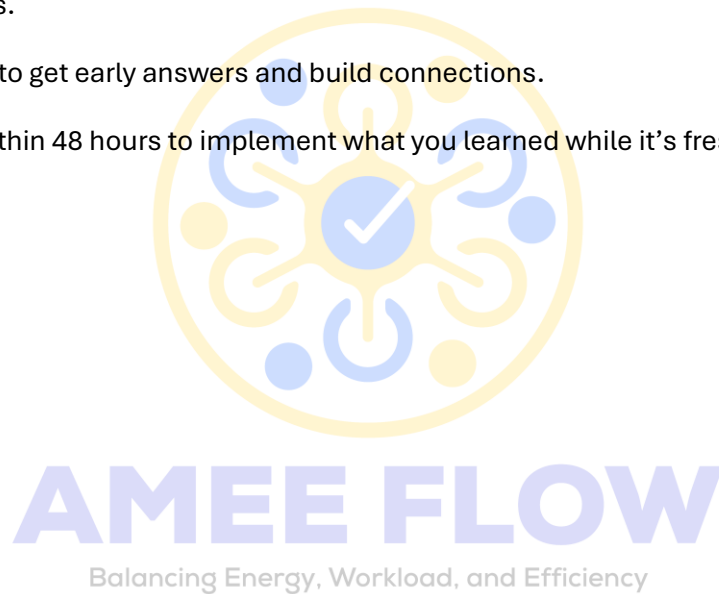 s.
to get early answers and build connections.
thin 48 hours to implement what you learned while it’s fres
AMEE FLOW
Balancing Energy, Workload, and Efficiency